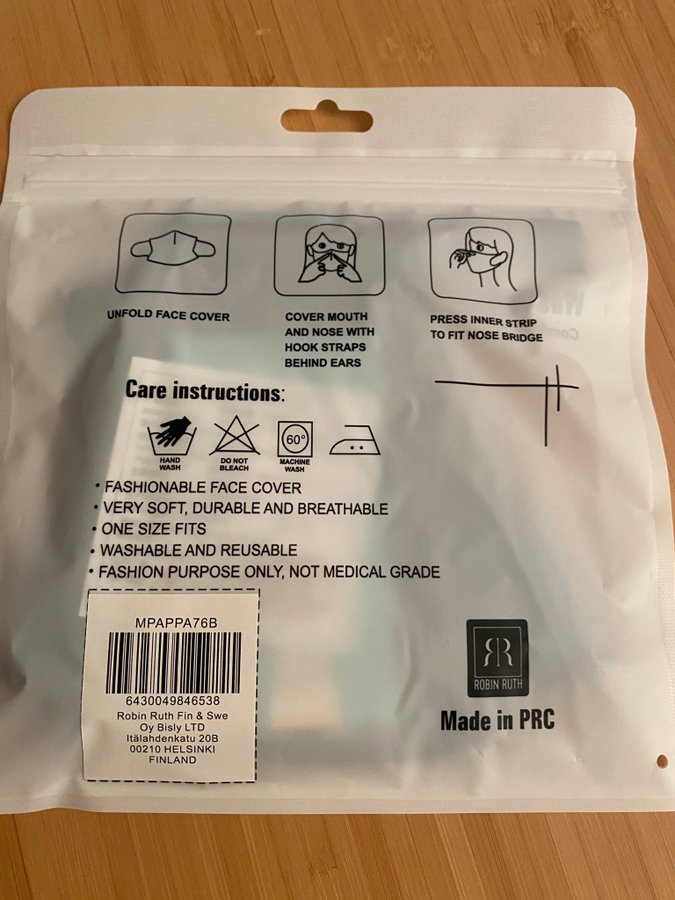 UNFOLD FACE COVER
COVER MOUTH
AND NOSE WITH
HOOK STRAPS
BEHIND EARS
PRESS INNER STRIP
TO FIT NOSE BRIDGE
Care instructions:
HAND
WASH
DO NOT
BLEACH
60°
MACHINE
WASH
• FASHIONABLE FACE COVER
• VERY SOFT, DURABLE AND BREATHABLE
• ONE SIZE FITS
• WASHABLE AND REUSABLE
• FASHION PURPOSE ONLY, NOT MEDICAL GRADE
MPAPPA76B
6430049846538
Robin Ruth Fin & Swe
Oy Bisly LTD
Itälahdenkatu 20B
00210 HELSINKI
FINLAND
RR
ROBIN RUTH
Made in PRC